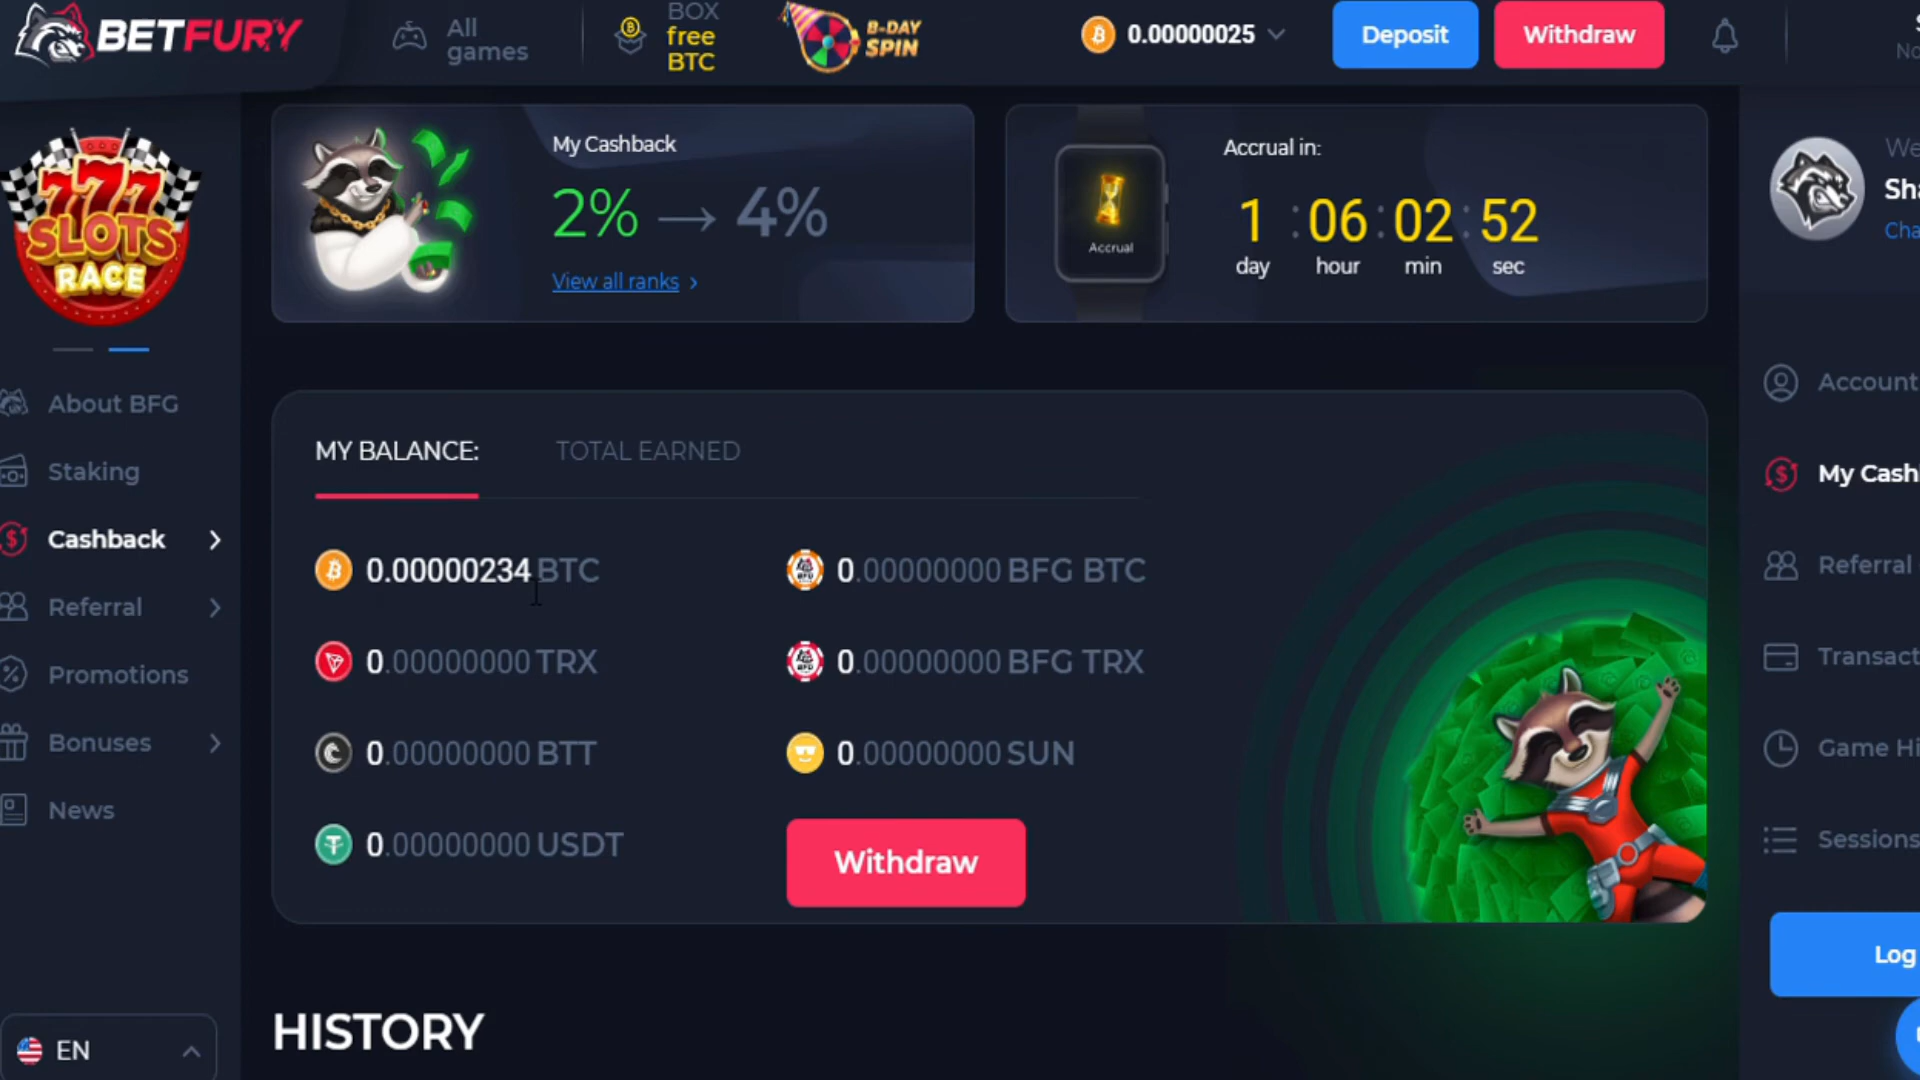 BETFURY
All
games
BOX
free
BTC
B-DAY
SPIN
0.00000025
Deposit
Withdraw
777
SLOTS
RACE
About BFG
Staking
Cashback
Referral
Promotions
Bonuses
News
EN
My Cashback
2% → 4%
View all ranks
Accrual
Accrual in:
1 : 06 : 02 : 52
day hour min sec
MY BALANCE:
TOTAL EARNED
0.00000234 BTC
0.00000000 BFG BTC
0.00000000 TRX
0.00000000 BFG TRX
0.00000000 BTT
0.00000000 SUN
0.00000000 USDT
Withdraw
HISTORY
We
Sha
Cha
Account
My Cash
Referral
Transact
Game Hi
Sessions
Log